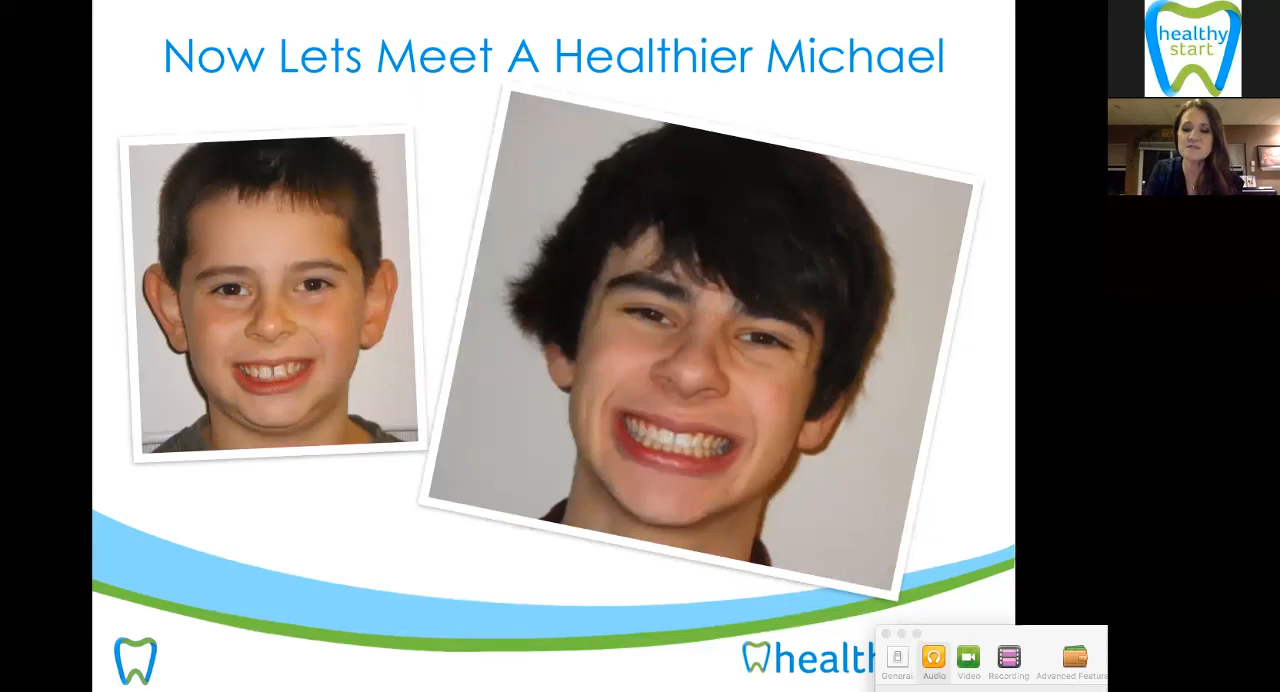 Now Lets Meet A Healthier Michael
healthy
start
health
General
Audio
Video
Recording
Advanced Feature